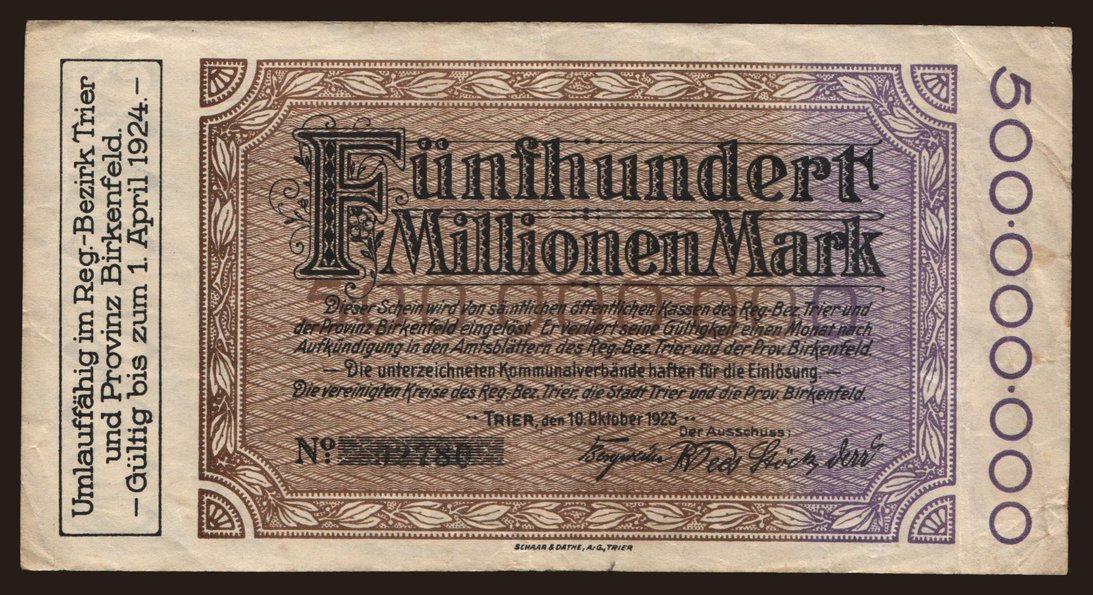 Umlauffähig im Reg.-Bezirk Trier
und Provinz Birkenfeld.
— Gültig bis zum 1. April 1924. —
Fünfhundert
Millionen Mark
500.000.000
Dieser Schein wird von sämtlichen öffentlichen Kassen des Reg-Bez. Trier und
der Provinz Birkenfeld eingelöst. Er verliert seine Gültigkeit einen Monat nach
Aufkündigung in den Amtsblättern des Reg.-Bez. Trier und der Prov. Birkenfeld.
— Die unterzeichneten Kommunalverbände haften für die Einlösung. —
Die vereinigten Kreise des Reg-Bez. Trier, die Stadt Trier und die Prov. Birkenfeld.
TRIER, den 10. Oktober 1923
Der Ausschuss:
No 02780
SCHAAR & DATHE, A.-G., TRIER
500.000.000